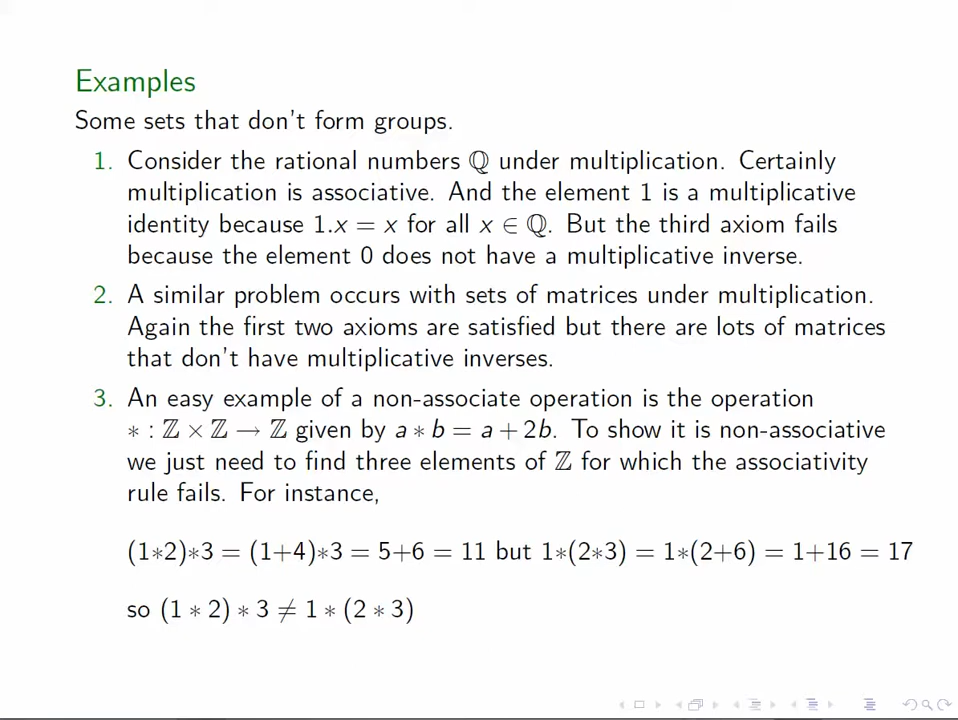 Examples
Some sets that don't form groups.
1. Consider the rational numbers ℚ under multiplication. Certainly
multiplication is associative. And the element 1 is a multiplicative
identity because 1.x = x for all x ∈ ℚ. But the third axiom fails
because the element 0 does not have a multiplicative inverse.
2. A similar problem occurs with sets of matrices under multiplication.
Again the first two axioms are satisfied but there are lots of matrices
that don't have multiplicative inverses.
3. An easy example of a non-associate operation is the operation
∗ : ℤ × ℤ → ℤ given by a ∗ b = a + 2b. To show it is non-associative
we just need to find three elements of ℤ for which the associativity
rule fails. For instance,
(1∗2)∗3 = (1+4)∗3 = 5+6 = 11 but 1∗(2∗3) = 1∗(2+6) = 1+16 = 17
so (1 ∗ 2) ∗ 3 ≠ 1 ∗ (2 ∗ 3)